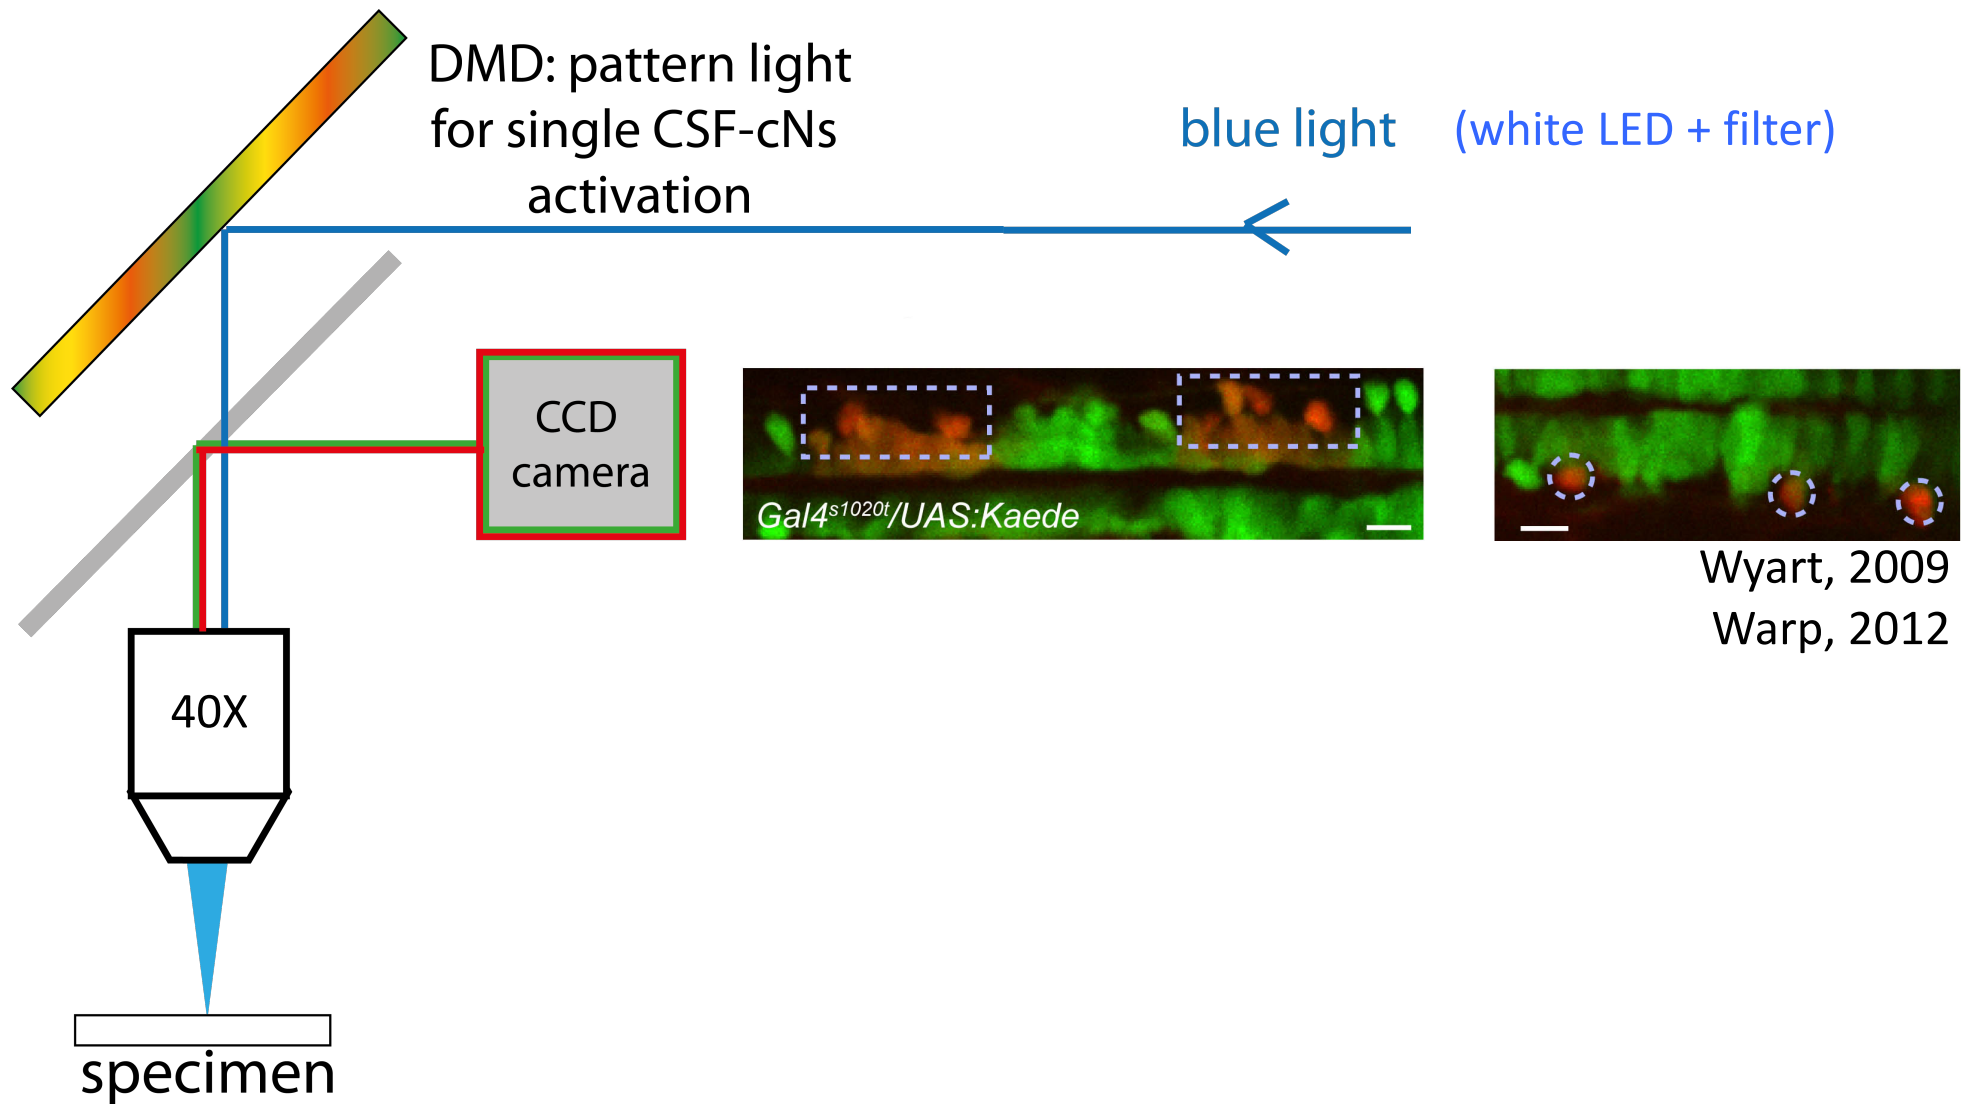 DMD: pattern light
for single CSF-cNs
activation
blue light
(white LED + filter)
CCD
camera
Gal4s1020t/UAS:Kaede
Wyart, 2009
Warp, 2012
40X
specimen